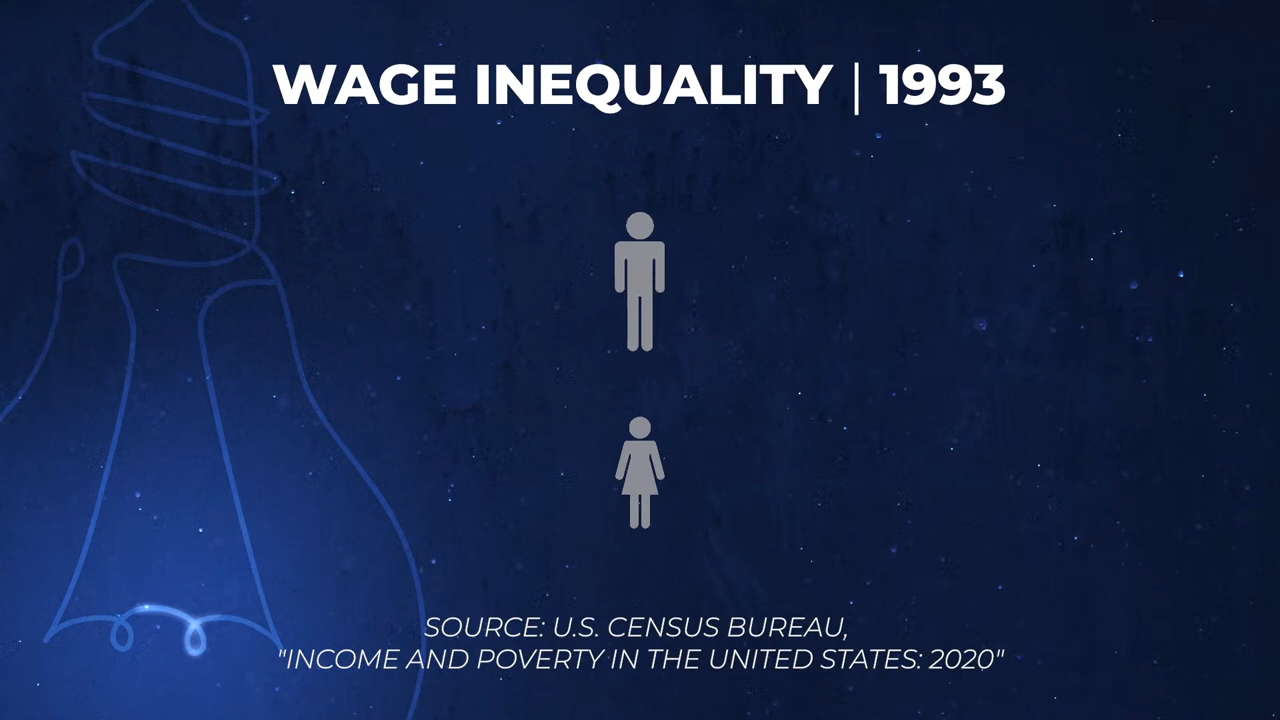 WAGE INEQUALITY | 1993
SOURCE: U.S. CENSUS BUREAU,
"INCOME AND POVERTY IN THE UNITED STATES: 2020"